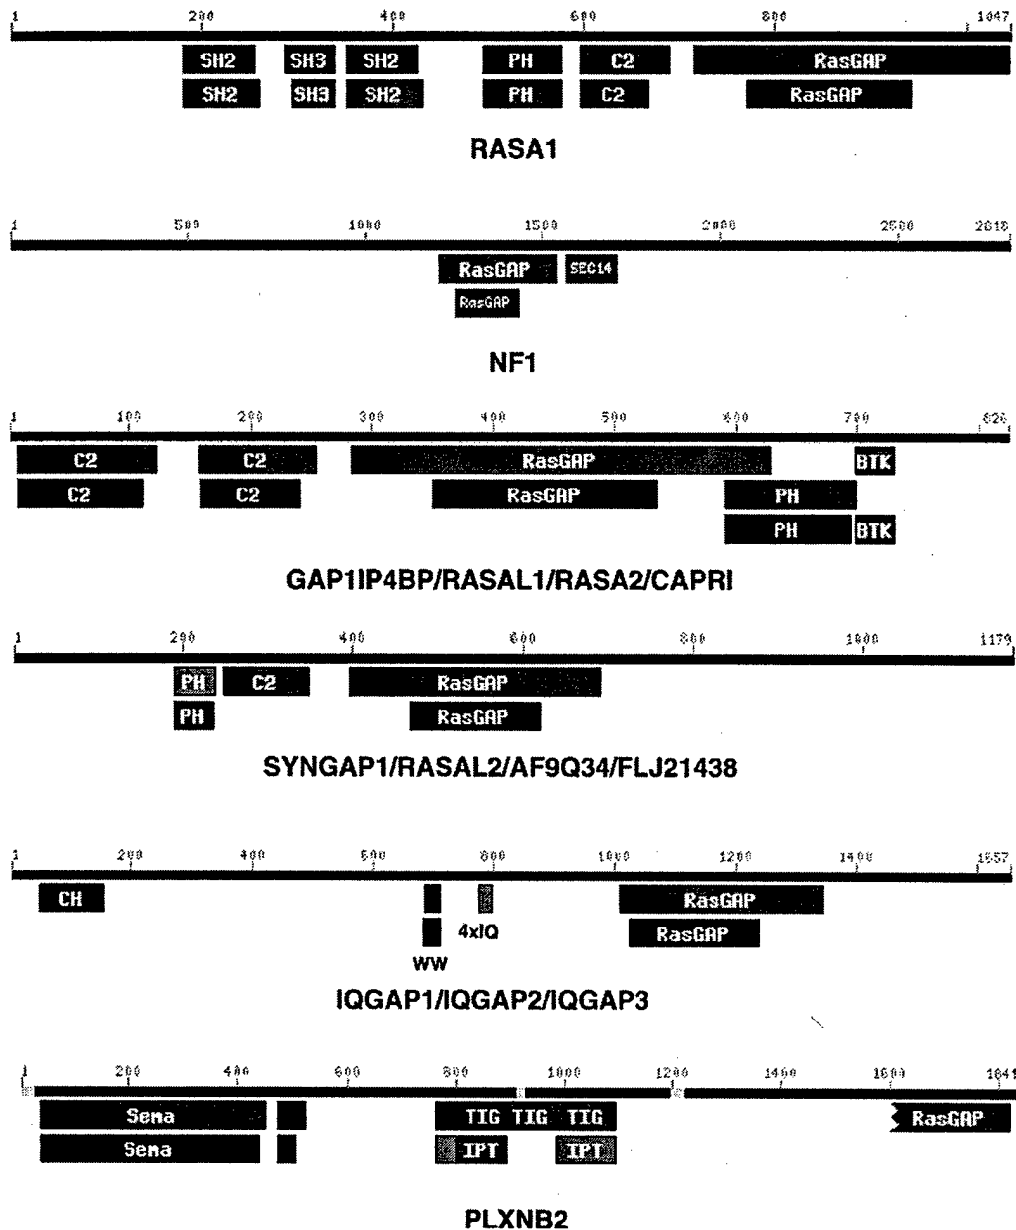 1 200 400 600 800 1047
SH2 SH3 SH2 PH C2 RasGAP
SH2 SH3 SH2 PH C2 RasGAP
RASA1
1 500 1000 1500 2000 2500 2818
RasGAP SEC14
RasGAP
NF1
1 100 200 300 400 500 600 700 826
C2 C2 RasGAP BTK
C2 C2 RasGAP PH
PH BTK
GAP1IP4BP/RASAL1/RASA2/CAPRI
1 200 400 600 800 1000 1179
PH C2 RasGAP
PH RasGAP
SYNGAP1/RASAL2/AF9Q34/FLJ21438
1 200 400 600 800 1000 1200 1400 1657
CH RasGAP
4xIQ RasGAP
WW
IQGAP1/IQGAP2/IQGAP3
1 200 400 600 800 1000 1200 1400 1600 1841
Sema TIG TIG TIG RasGAP
Sema IPT IPT
PLXNB2